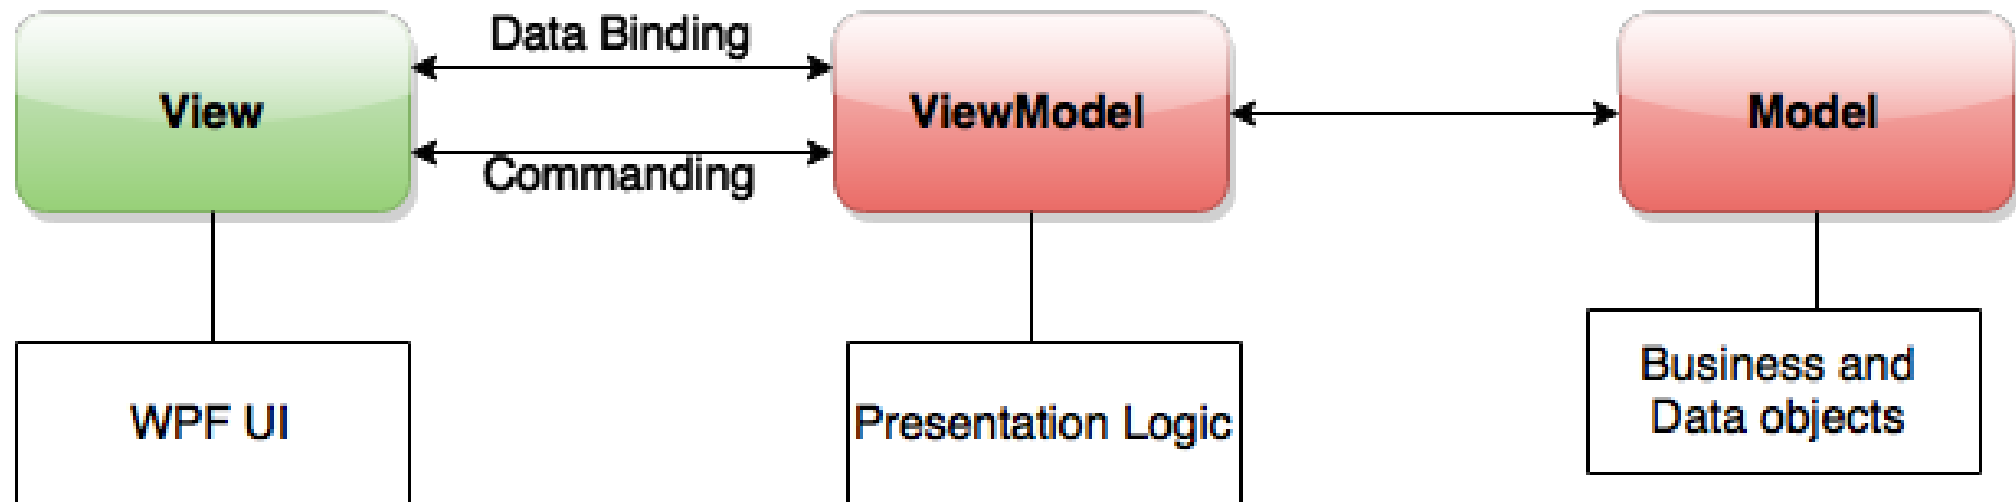 Data Binding
View
ViewModel
Model
Commanding
WPF UI
Presentation Logic
Business and
Data objects